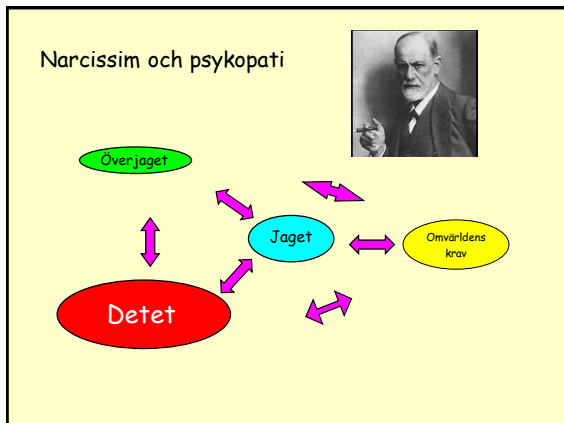 Narcissim och psykopati
Överjaget
Jaget
Omvärldens
krav
Detet